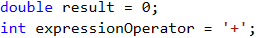 double result = 0;
int expressionOperator = '+';